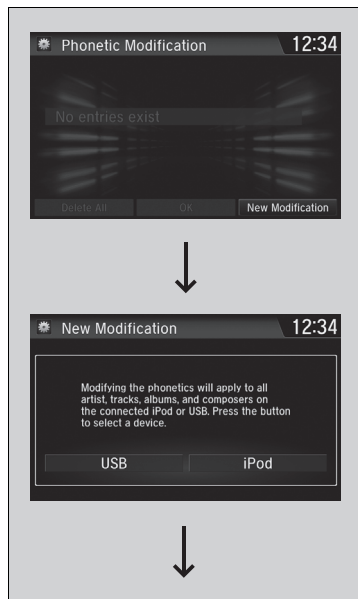 Phonetic Modification
12:34
No entries exist
Delete All
OK
New Modification
New Modification
12:34
Modifying the phonetics will apply to all
artist, tracks, albums, and composers on
the connected iPod or USB. Press the button
to select a device.
USB
iPod